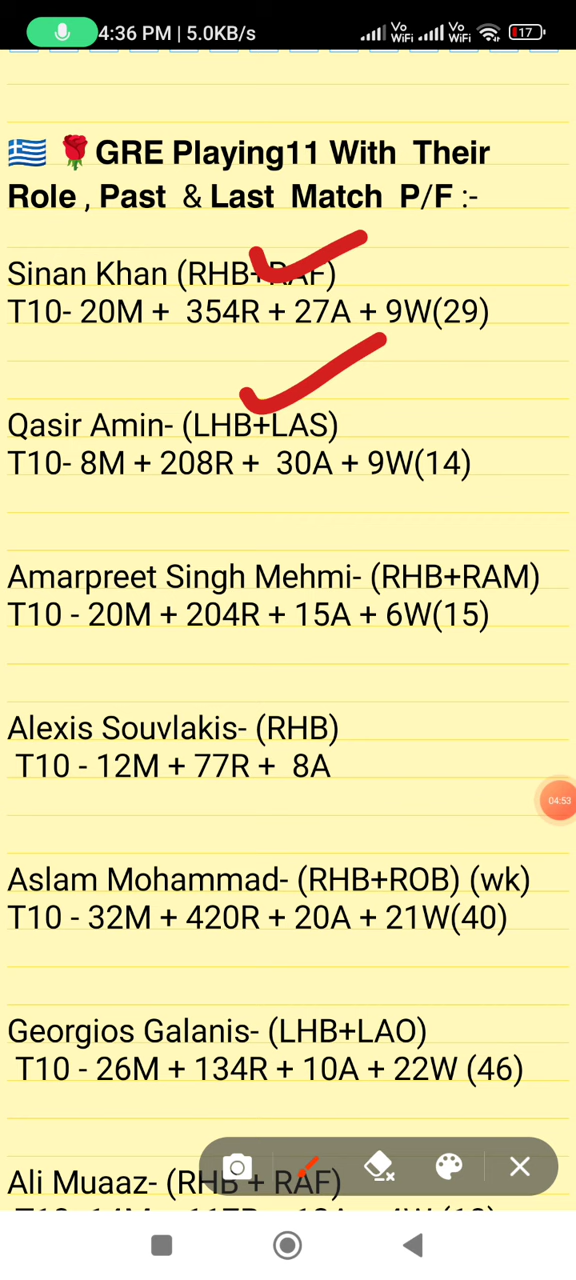 4:36 PM | 5.0KB/s
Vo WiFi Vo WiFi 17
🇬🇷 🌹GRE Playing11 With Their
Role , Past & Last Match P/F :-
Sinan Khan (RHB+RAF)
T10- 20M + 354R + 27A + 9W(29)
Qasir Amin- (LHB+LAS)
T10- 8M + 208R + 30A + 9W(14)
Amarpreet Singh Mehmi- (RHB+RAM)
T10 - 20M + 204R + 15A + 6W(15)
Alexis Souvlakis- (RHB)
T10 - 12M + 77R + 8A
04:53
Aslam Mohammad- (RHB+ROB) (wk)
T10 - 32M + 420R + 20A + 21W(40)
Georgios Galanis- (LHB+LAO)
T10 - 26M + 134R + 10A + 22W (46)
Ali Muaaz- (RHB + RAF)